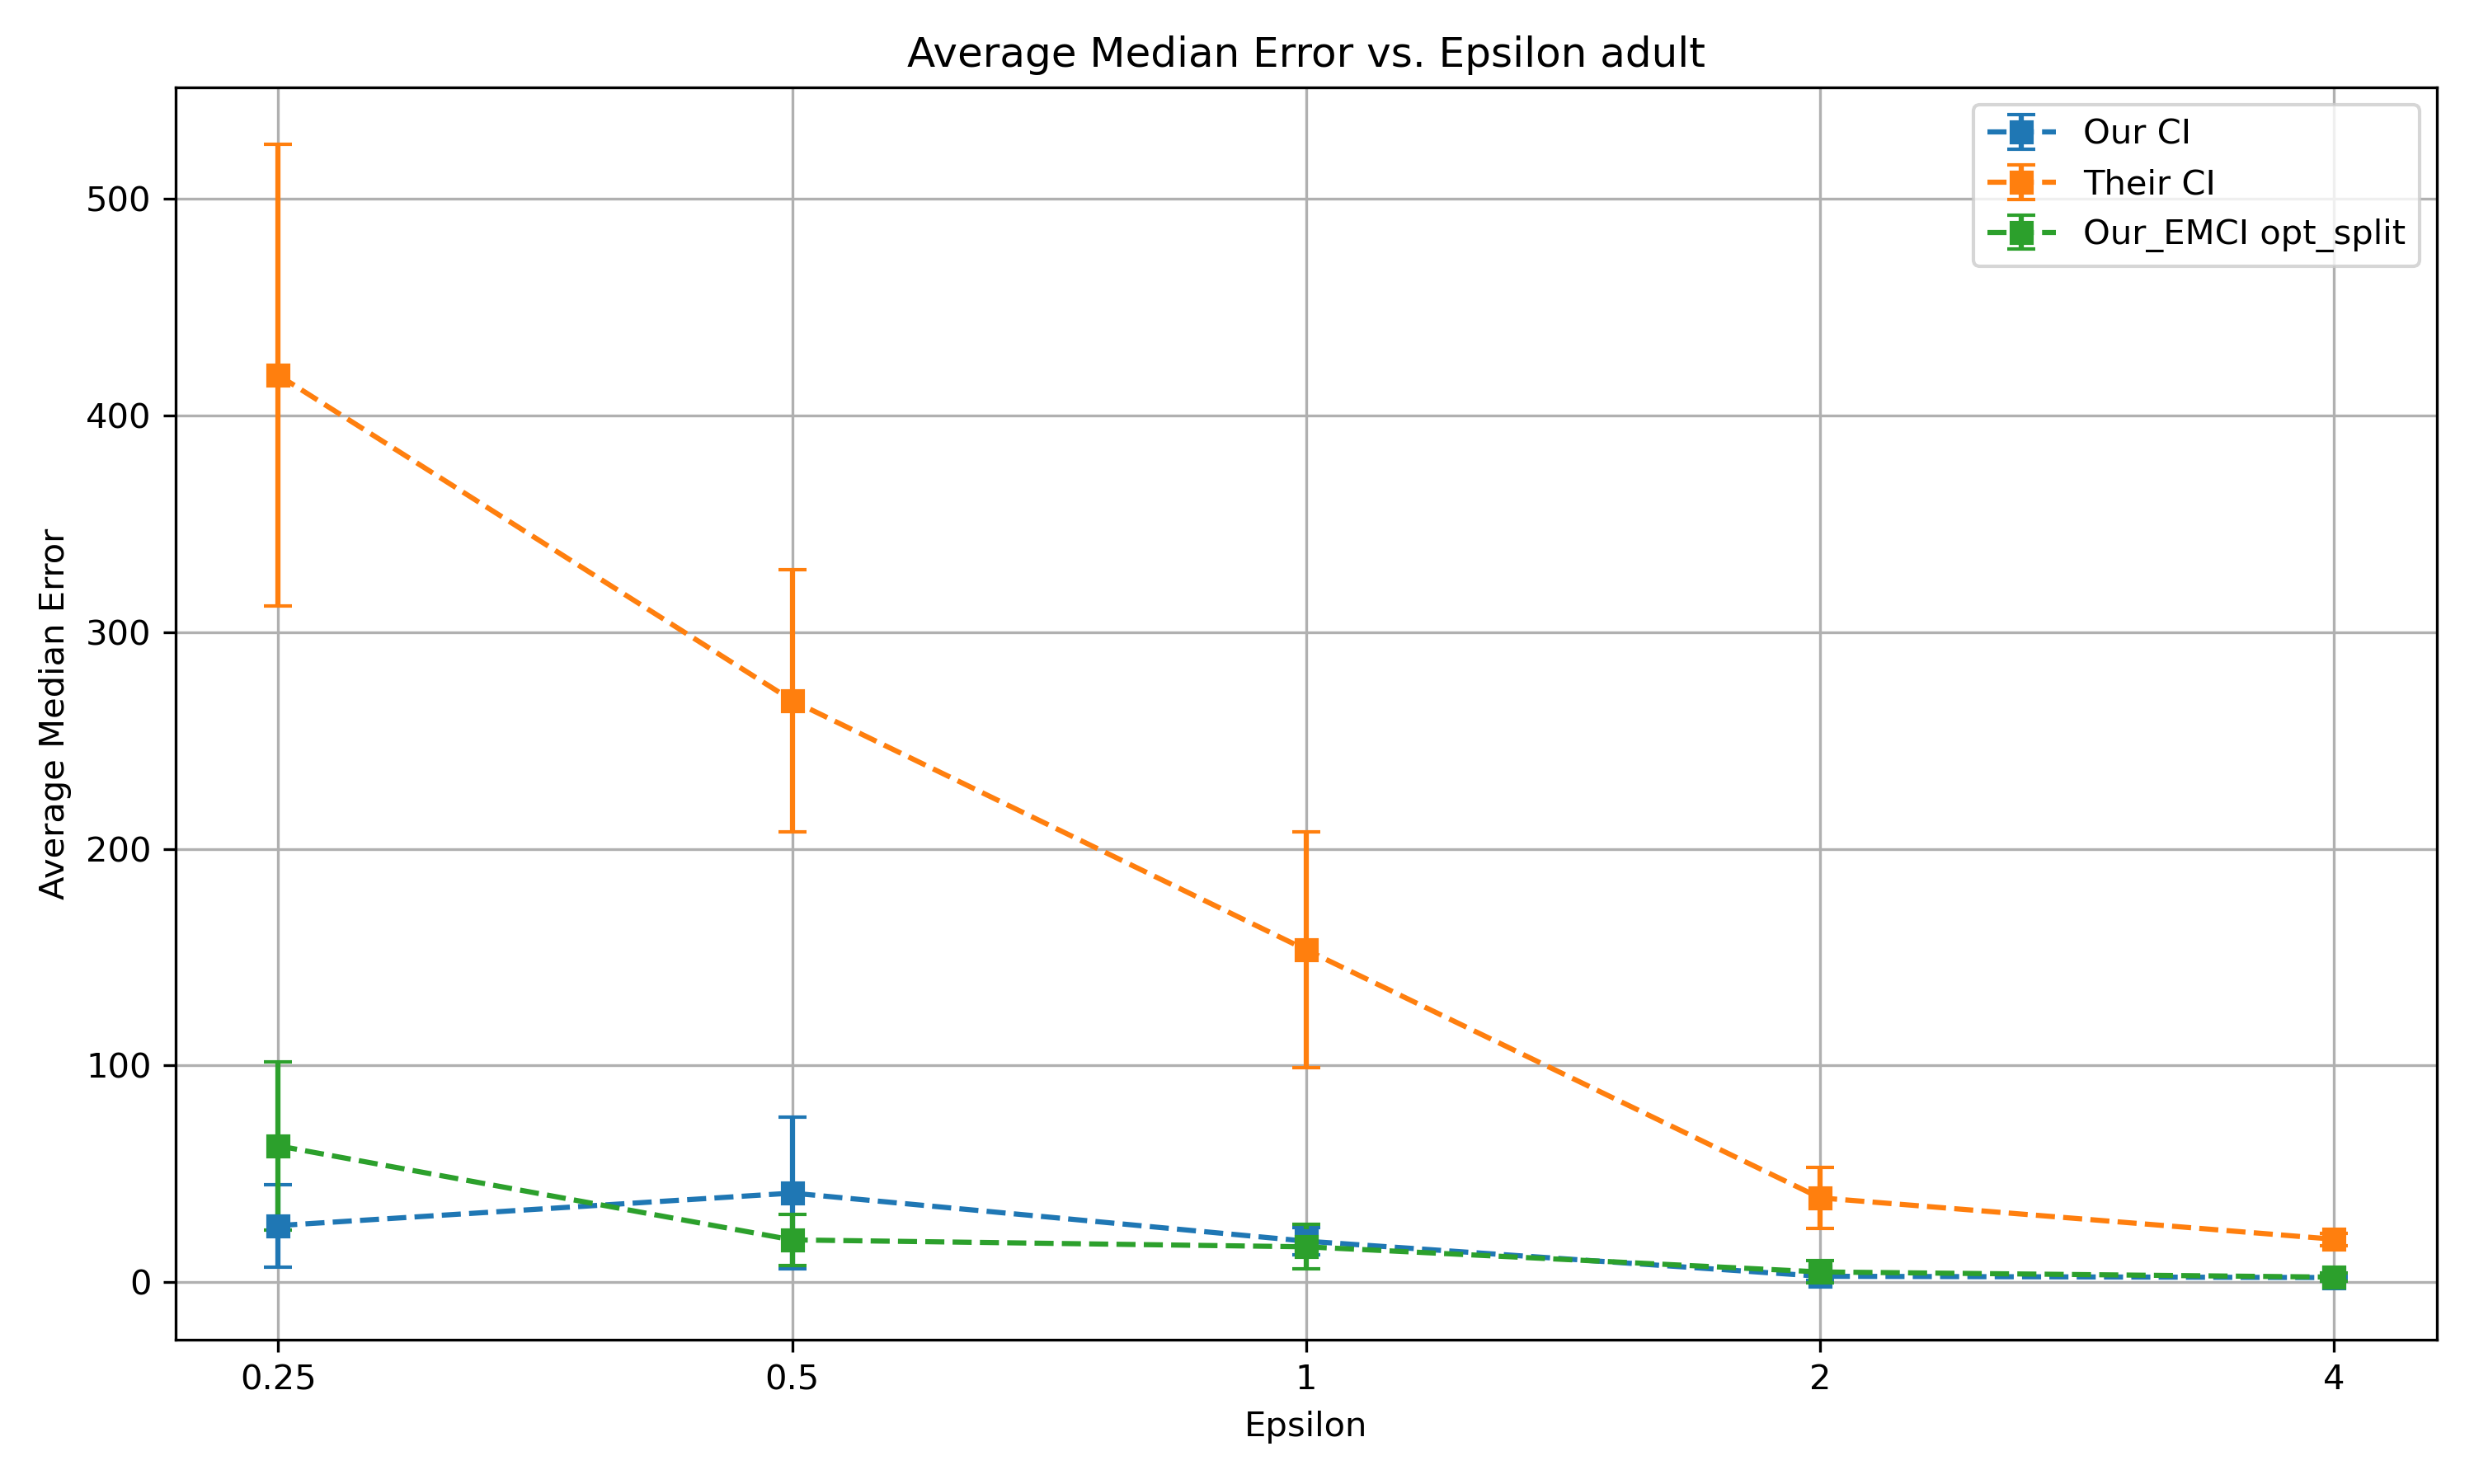 Average Median Error vs. Epsilon adult
Our CI
Their CI
Our_EMCI opt_split
Average Median Error
500
400
300
200
100
0
0.25
0.5
1
2
4
Epsilon